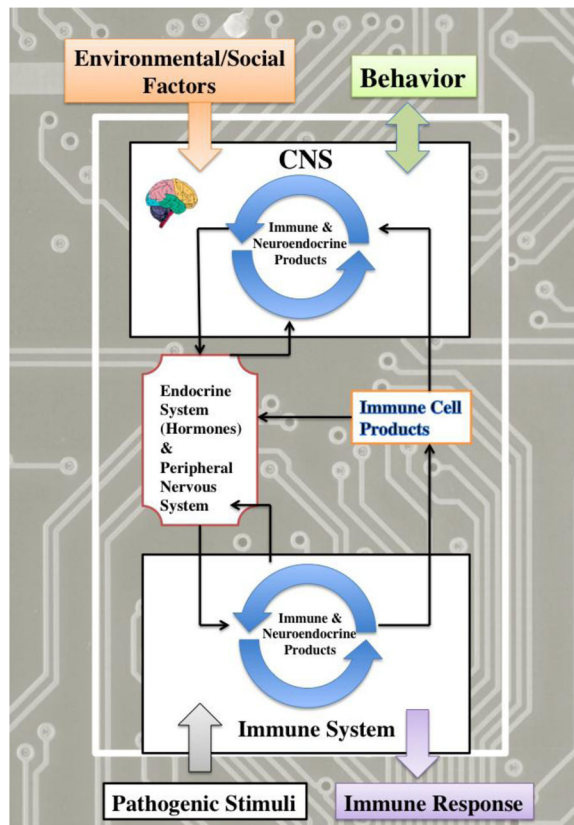 Environmental/Social
Factors
Behavior
CNS
Immune &
Neuroendocrine
Products
Endocrine
System
(Hormones)
&
Peripheral
Nervous
System
Immune Cell
Products
Immune &
Neuroendocrine
Products
Immune System
Pathogenic Stimuli
Immune Response